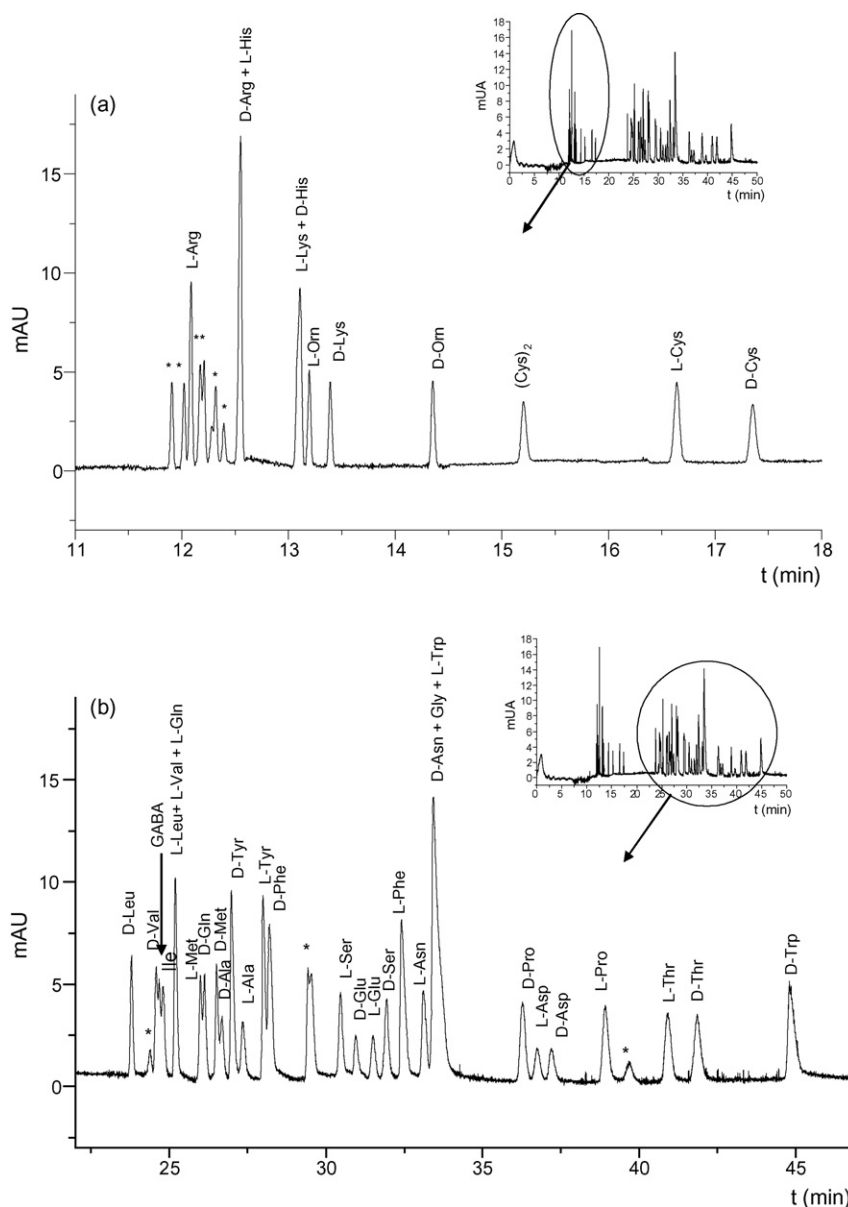 (a)
D-Arg + L-His
L-Arg
* *
**
*
*
L-Lys + D-His
L-Orn
D-Lys
D-Orn
(Cys)2
L-Cys
D-Cys
mAU
15
10
5
0
11 12 13 14 15 16 17 18
t (min)
mUA
18
16
14
12
10
8
6
4
2
0
0 5 10 15 20 25 30 35 40 45 50
t (min)
(b)
D-Leu
*
D-Val
GABA
Ile
L-Leu+ L-Val + L-Gln
L-Met
D-Gln
D-Met
D-Ala
D-Tyr
L-Ala
L-Tyr
D-Phe
*
L-Ser
D-Glu
L-Glu
D-Ser
L-Phe
L-Asn
D-Asn + Gly + L-Trp
D-Pro
L-Asp
D-Asp
L-Pro
*
L-Thr
D-Thr
D-Trp
mAU
15
10
5
0
25 30 35 40 45
t (min)
mUA
18
16
14
12
10
8
6
4
2
0
0 5 10 15 20 25 30 35 40 45 50
t (min)